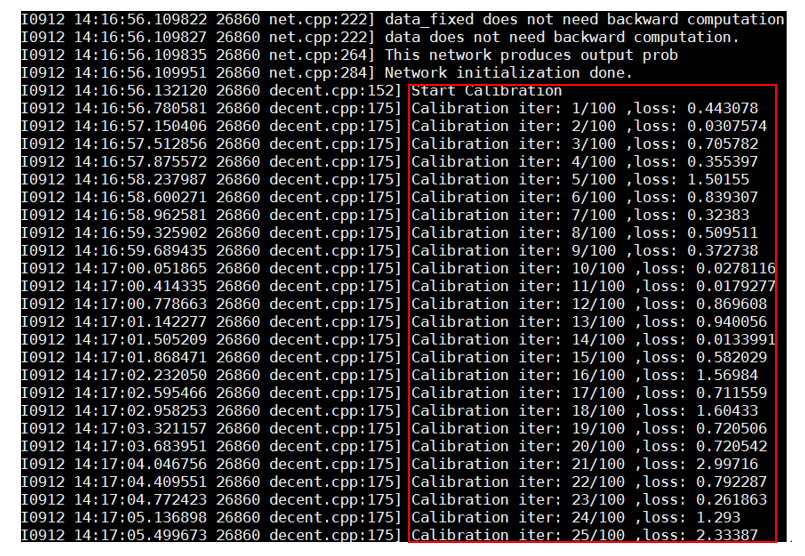 I0912 14:16:56.109822 26860 net.cpp:222] data_fixed does not need backward computation
I0912 14:16:56.109827 26860 net.cpp:222] data does not need backward computation.
I0912 14:16:56.109835 26860 net.cpp:264] This network produces output prob
I0912 14:16:56.109951 26860 net.cpp:284] Network initialization done.
I0912 14:16:56.132120 26860 decent.cpp:152] Start Calibration
I0912 14:16:56.780581 26860 decent.cpp:175] Calibration iter: 1/100 ,loss: 0.443078
I0912 14:16:57.150406 26860 decent.cpp:175] Calibration iter: 2/100 ,loss: 0.0307574
I0912 14:16:57.512856 26860 decent.cpp:175] Calibration iter: 3/100 ,loss: 0.705782
I0912 14:16:57.875572 26860 decent.cpp:175] Calibration iter: 4/100 ,loss: 0.355397
I0912 14:16:58.237987 26860 decent.cpp:175] Calibration iter: 5/100 ,loss: 1.50155
I0912 14:16:58.600271 26860 decent.cpp:175] Calibration iter: 6/100 ,loss: 0.839307
I0912 14:16:58.962581 26860 decent.cpp:175] Calibration iter: 7/100 ,loss: 0.32383
I0912 14:16:59.325902 26860 decent.cpp:175] Calibration iter: 8/100 ,loss: 0.509511
I0912 14:16:59.689435 26860 decent.cpp:175] Calibration iter: 9/100 ,loss: 0.372738
I0912 14:17:00.051865 26860 decent.cpp:175] Calibration iter: 10/100 ,loss: 0.0278116
I0912 14:17:00.414335 26860 decent.cpp:175] Calibration iter: 11/100 ,loss: 0.0179277
I0912 14:17:00.778663 26860 decent.cpp:175] Calibration iter: 12/100 ,loss: 0.869608
I0912 14:17:01.142277 26860 decent.cpp:175] Calibration iter: 13/100 ,loss: 0.940056
I0912 14:17:01.505209 26860 decent.cpp:175] Calibration iter: 14/100 ,loss: 0.0133991
I0912 14:17:01.868471 26860 decent.cpp:175] Calibration iter: 15/100 ,loss: 0.582029
I0912 14:17:02.232050 26860 decent.cpp:175] Calibration iter: 16/100 ,loss: 1.56984
I0912 14:17:02.595466 26860 decent.cpp:175] Calibration iter: 17/100 ,loss: 0.711559
I0912 14:17:02.958253 26860 decent.cpp:175] Calibration iter: 18/100 ,loss: 1.60433
I0912 14:17:03.321157 26860 decent.cpp:175] Calibration iter: 19/100 ,loss: 0.720506
I0912 14:17:03.683951 26860 decent.cpp:175] Calibration iter: 20/100 ,loss: 0.720542
I0912 14:17:04.046756 26860 decent.cpp:175] Calibration iter: 21/100 ,loss: 2.99716
I0912 14:17:04.409551 26860 decent.cpp:175] Calibration iter: 22/100 ,loss: 0.792287
I0912 14:17:04.772423 26860 decent.cpp:175] Calibration iter: 23/100 ,loss: 0.261863
I0912 14:17:05.136898 26860 decent.cpp:175] Calibration iter: 24/100 ,loss: 1.293
I0912 14:17:05.499673 26860 decent.cpp:175] Calibration iter: 25/100 ,loss: 2.33387